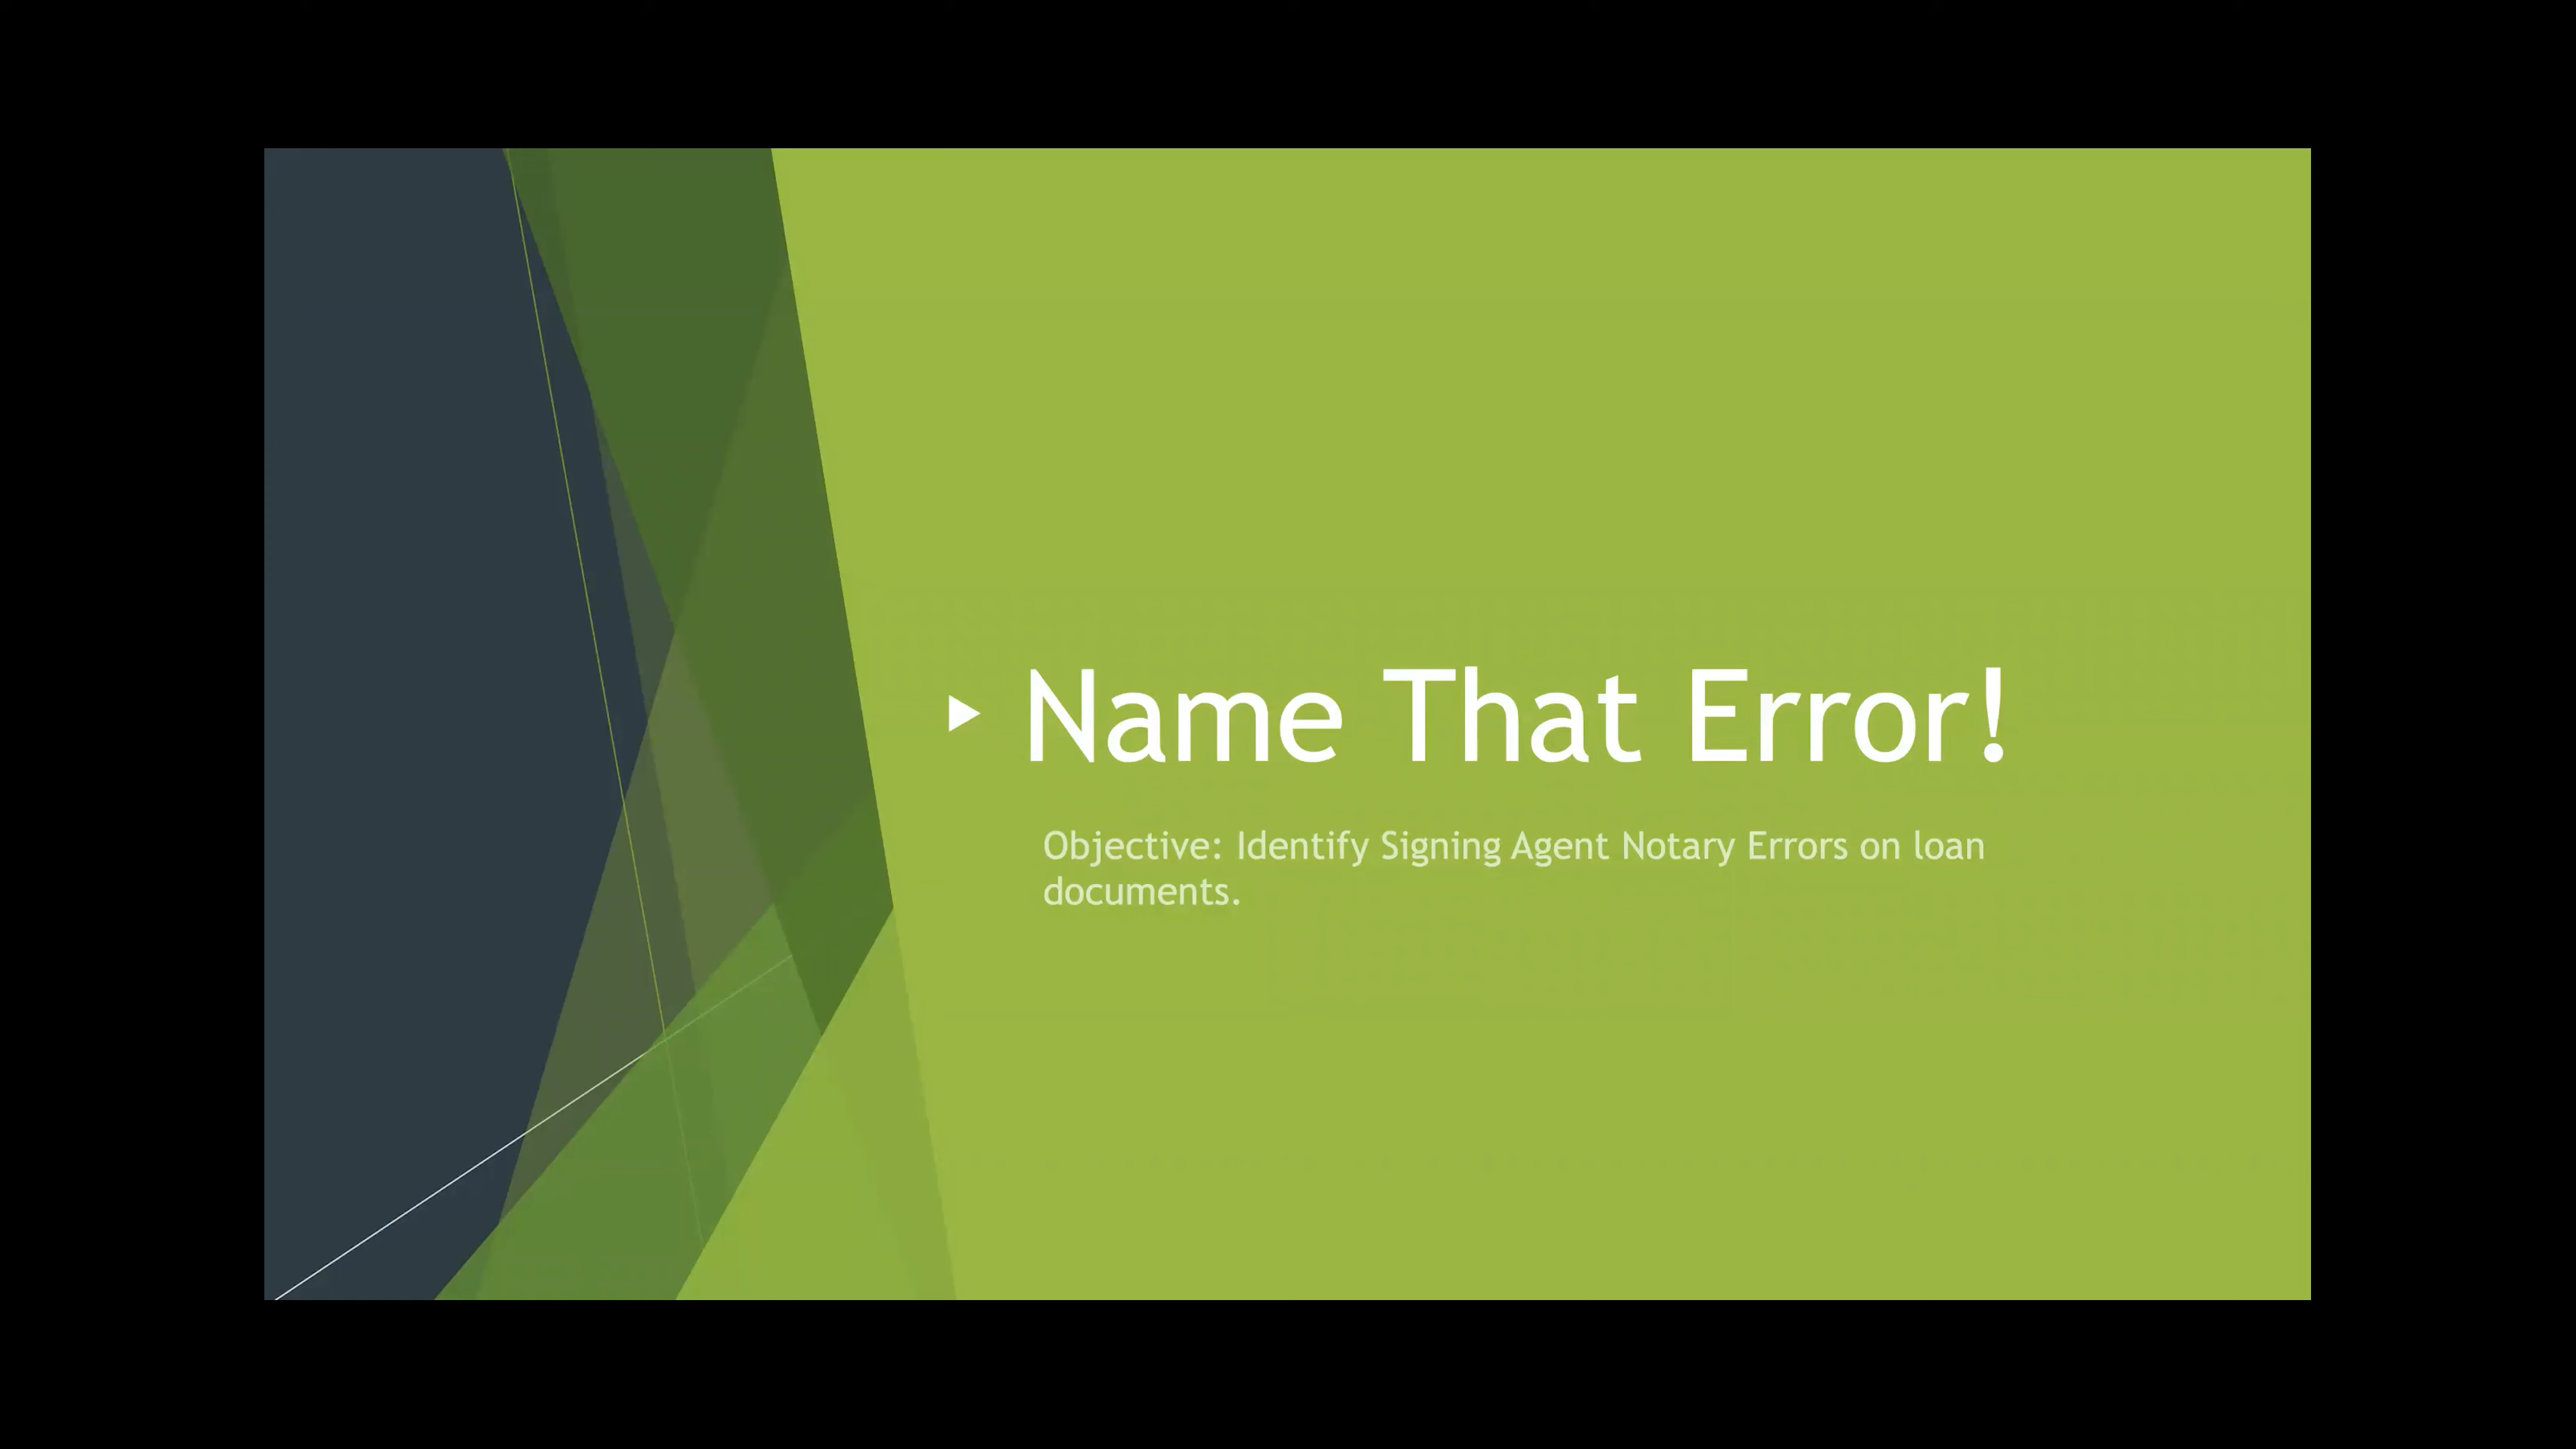 Name That Error!
Objective: Identify Signing Agent Notary Errors on loan
documents.